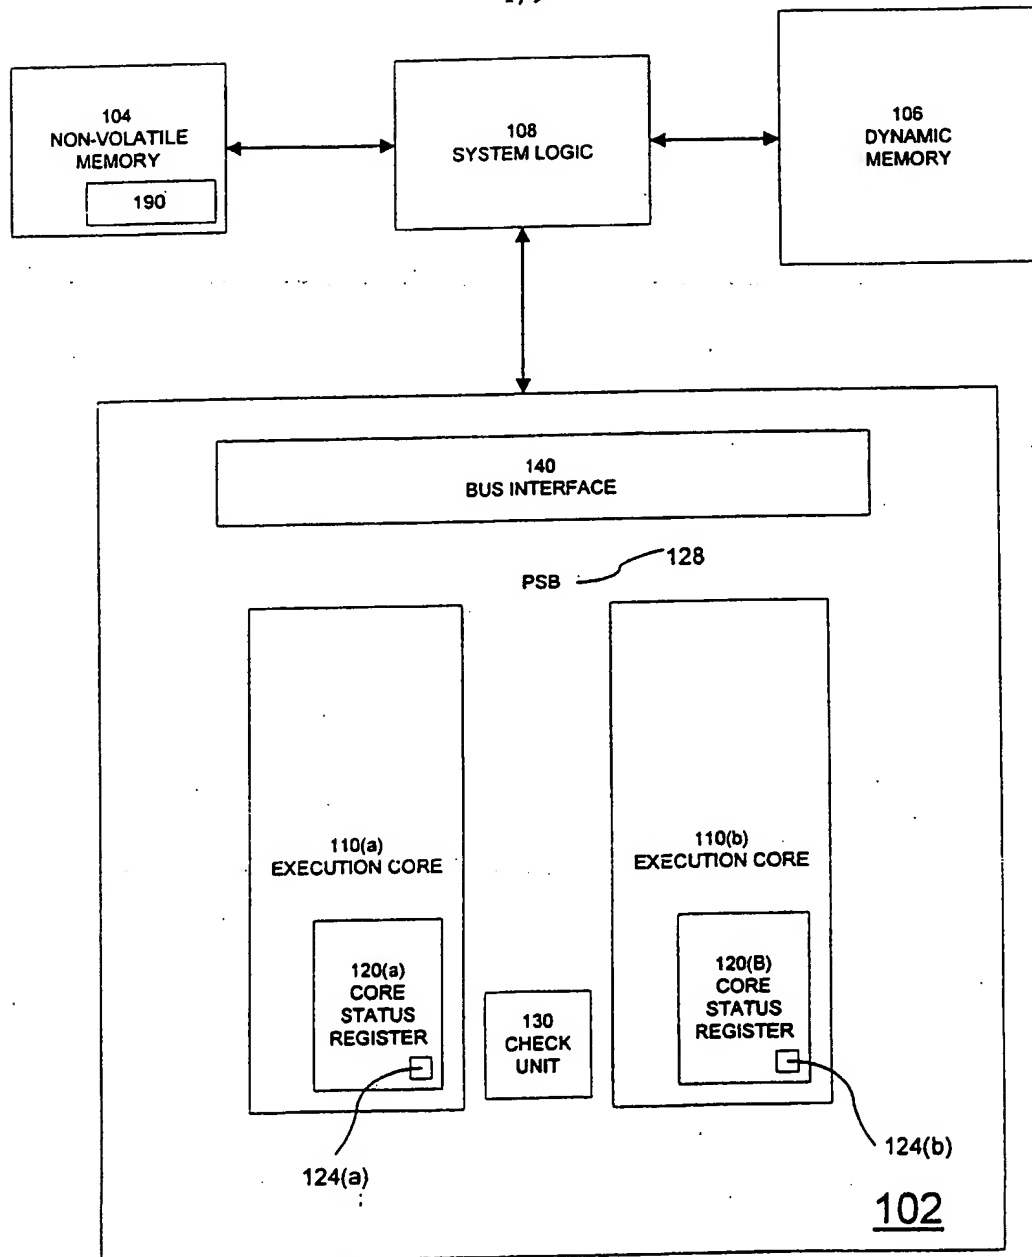 104
NON-VOLATILE
MEMORY
190
108
SYSTEM LOGIC
106
DYNAMIC
MEMORY
140
BUS INTERFACE
PSB
128
110(a)
EXECUTION CORE
110(b)
EXECUTION CORE
120(a)
CORE
STATUS
REGISTER
130
CHECK
UNIT
120(B)
CORE
STATUS
REGISTER
124(a)
124(b)
102